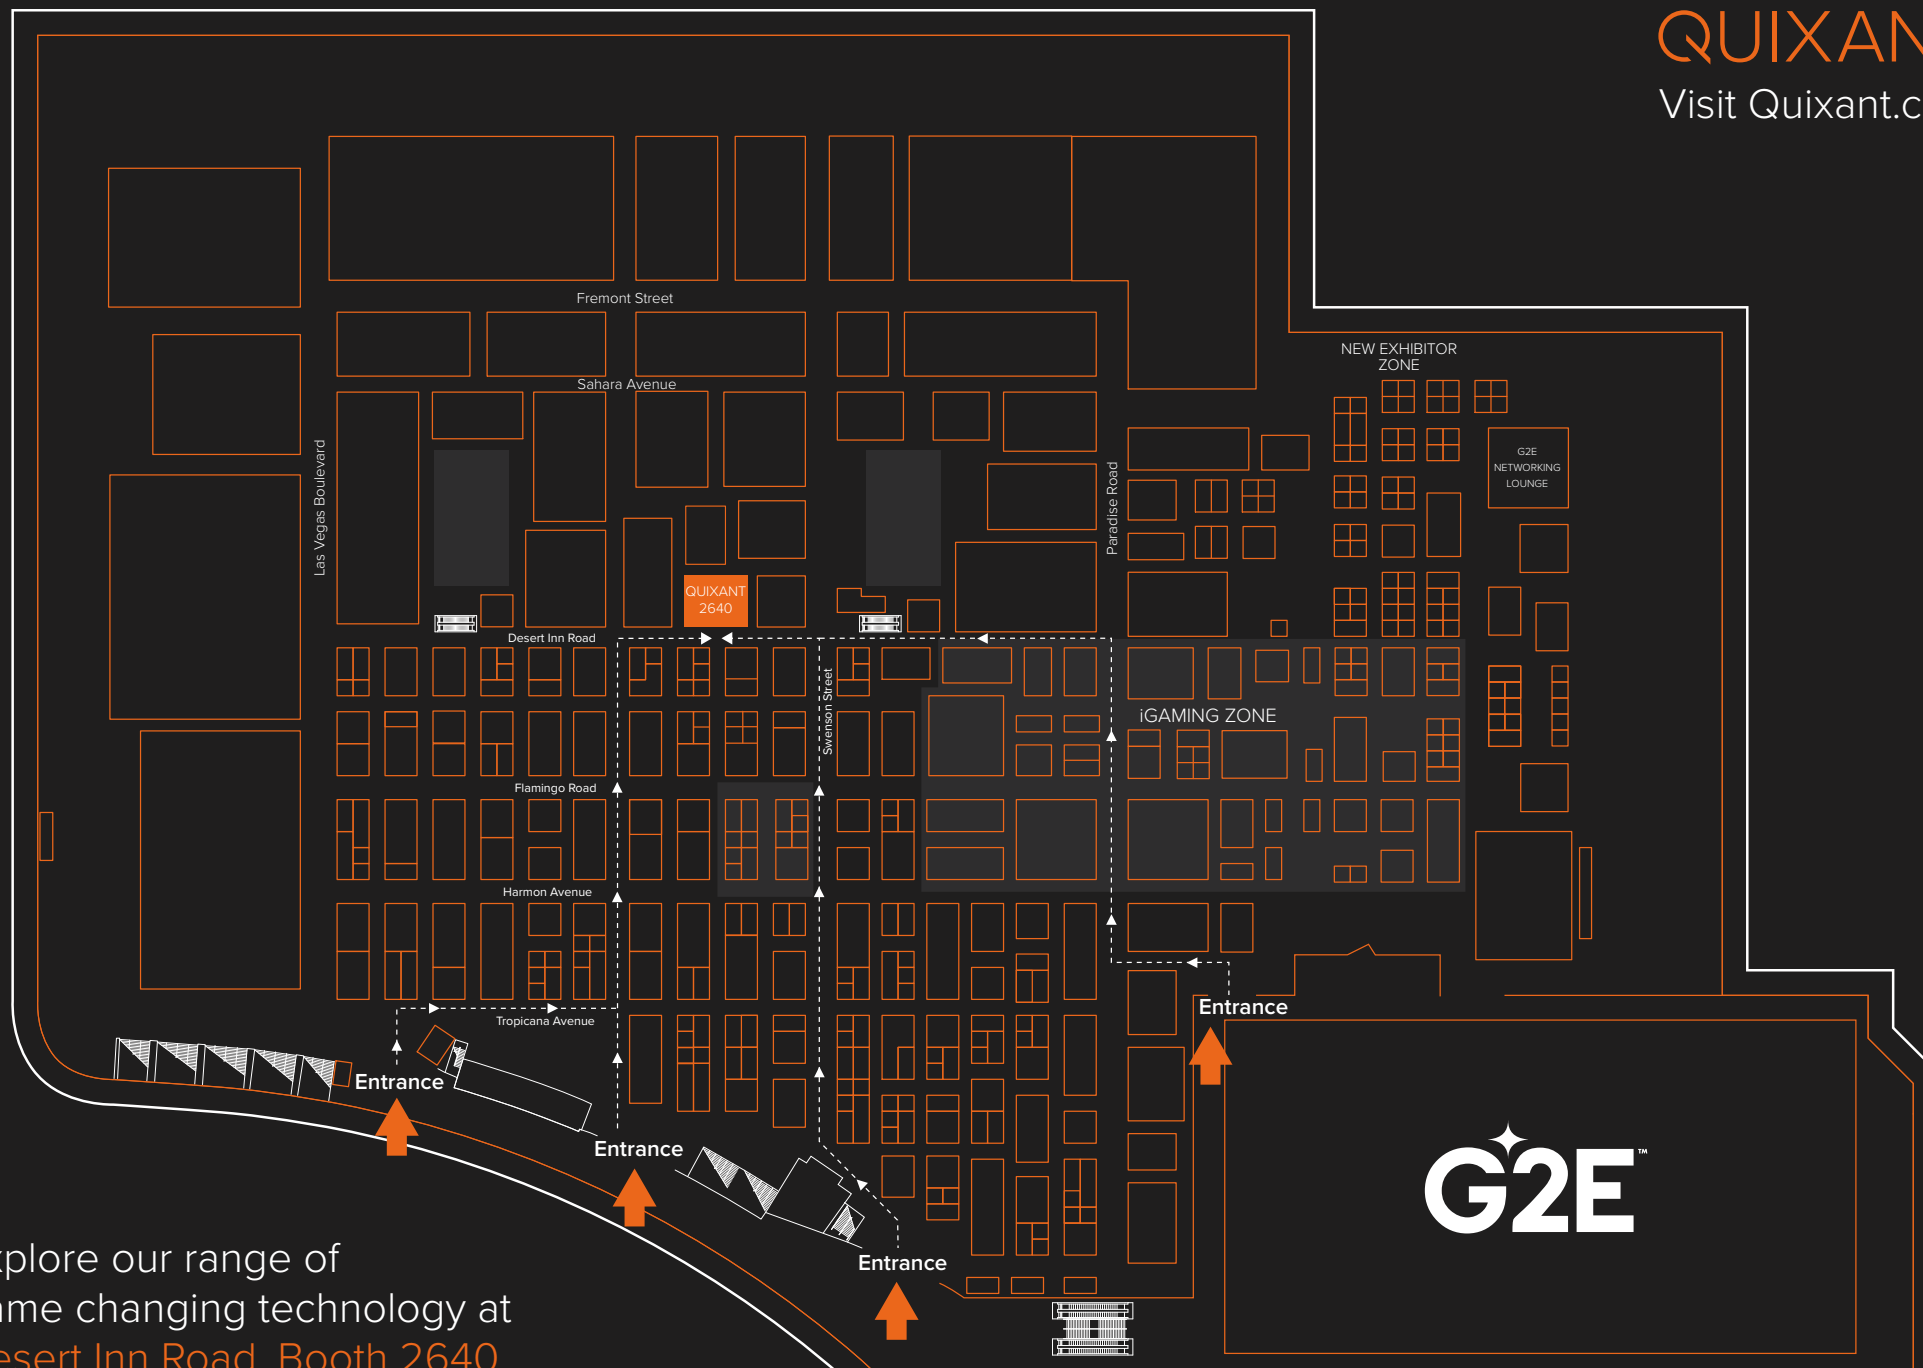 QUIXAN
Visit Quixant.c
Fremont Street
NEW EXHIBITOR
ZONE
Sahara Avenue
Las Vegas Boulevard
Paradise Road
G2E
NETWORKING
LOUNGE
QUIXANT
2640
Desert Inn Road
Swenson Street
iGAMING ZONE
Flamingo Road
Harmon Avenue
Entrance
Tropicana Avenue
Entrance
Entrance
Entrance
G2E™
xplore our range of
ame changing technology at
esert Inn Road, Booth 2640